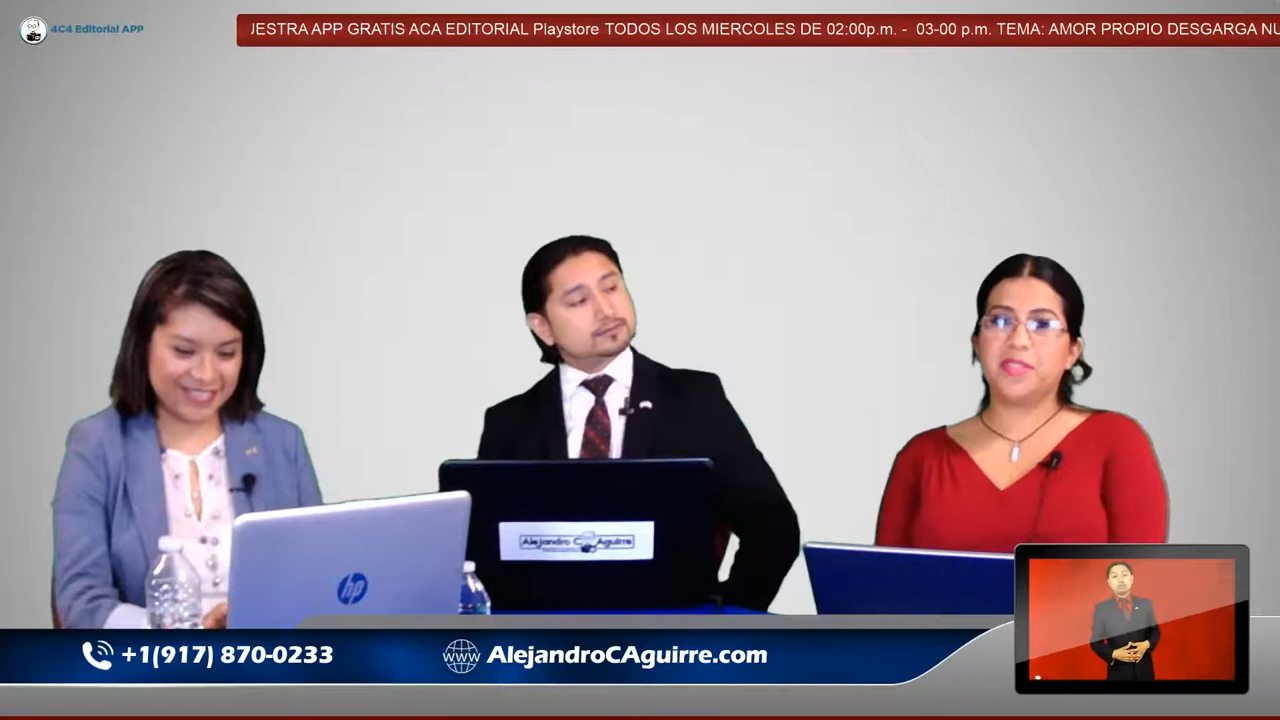 4C4 Editorial APP
JESTRA APP GRATIS ACA EDITORIAL Playstore TODOS LOS MIERCOLES DE 02:00p.m. - 03-00 p.m. TEMA: AMOR PROPIO DESGARGA NU
Alejandro C Aguirre
hp
+1(917) 870-0233
WWW
AlejandroCAguirre.com